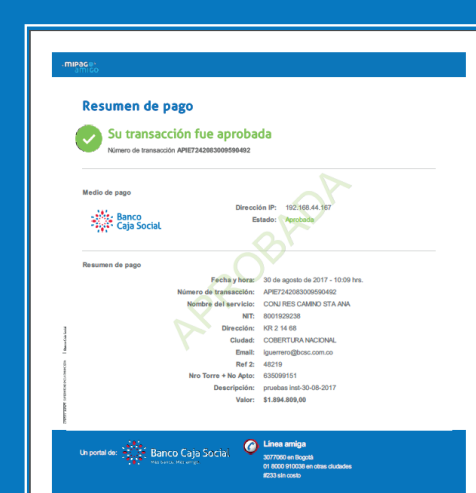 .mipago·
amigo
Resumen de pago
Su transacción fue aprobada
Número de transacción APIE7242083009590492
Medio de pago
Banco
Caja Social
Dirección IP: 192.168.44.167
Estado: Aprobada
APROBADA
Resumen de pago
Fecha y hora: 30 de agosto de 2017 - 10:09 hrs.
Número de transacción: APIE7242083009590492
Nombre del servicio: CONJ RES CAMINO STA ANA
NIT: 8001929238
Dirección: KR 2 14 68
Ciudad: COBERTURA NACIONAL
Email: lguerrero@bcsc.com.co
Ref 2: 48219
Nro Torre + No Apto: 635099151
Descripción: pruebas inst-30-08-2017
Valor: $1.894.809,00
Un portal de:
Banco Caja Social
Línea amiga
3077060 en Bogotá
01 8000 910038 en otras ciudades
#233 sin costo